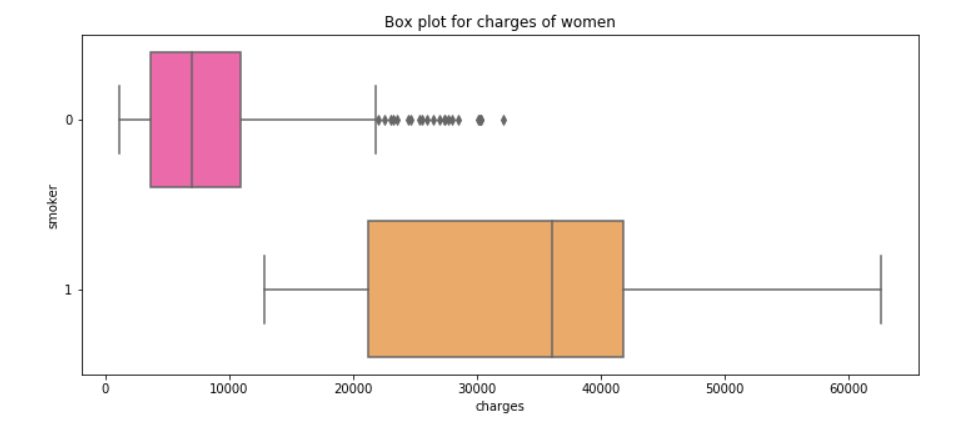 Box plot for charges of women
0
smoker
1
0 10000 20000 30000 40000 50000 60000
charges